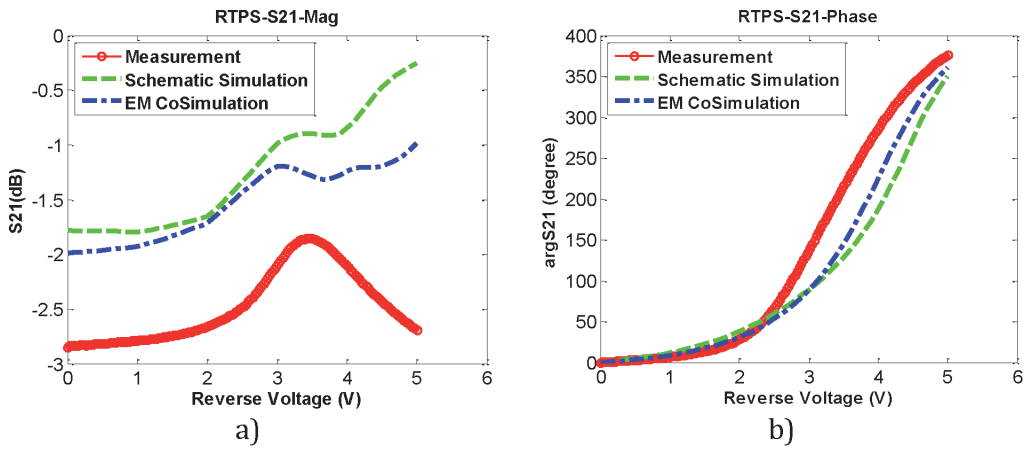 RTPS-S21-Mag
0
-0.5
-1
-1.5
-2
-2.5
-3
S21(dB)
Measurement
Schematic Simulation
EM CoSimulation
0 1 2 3 4 5 6
Reverse Voltage (V)
a)
RTPS-S21-Phase
400
350
300
250
200
150
100
50
0
argS21 (degree)
Measurement
Schematic Simulation
EM CoSimulation
0 1 2 3 4 5 6
Reverse Voltage (V)
b)